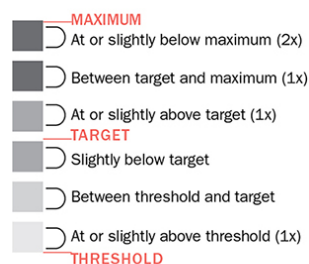 MAXIMUM
At or slightly below maximum (2x)
Between target and maximum (1x)
At or slightly above target (1x)
TARGET
Slightly below target
Between threshold and target
At or slightly above threshold (1x)
THRESHOLD